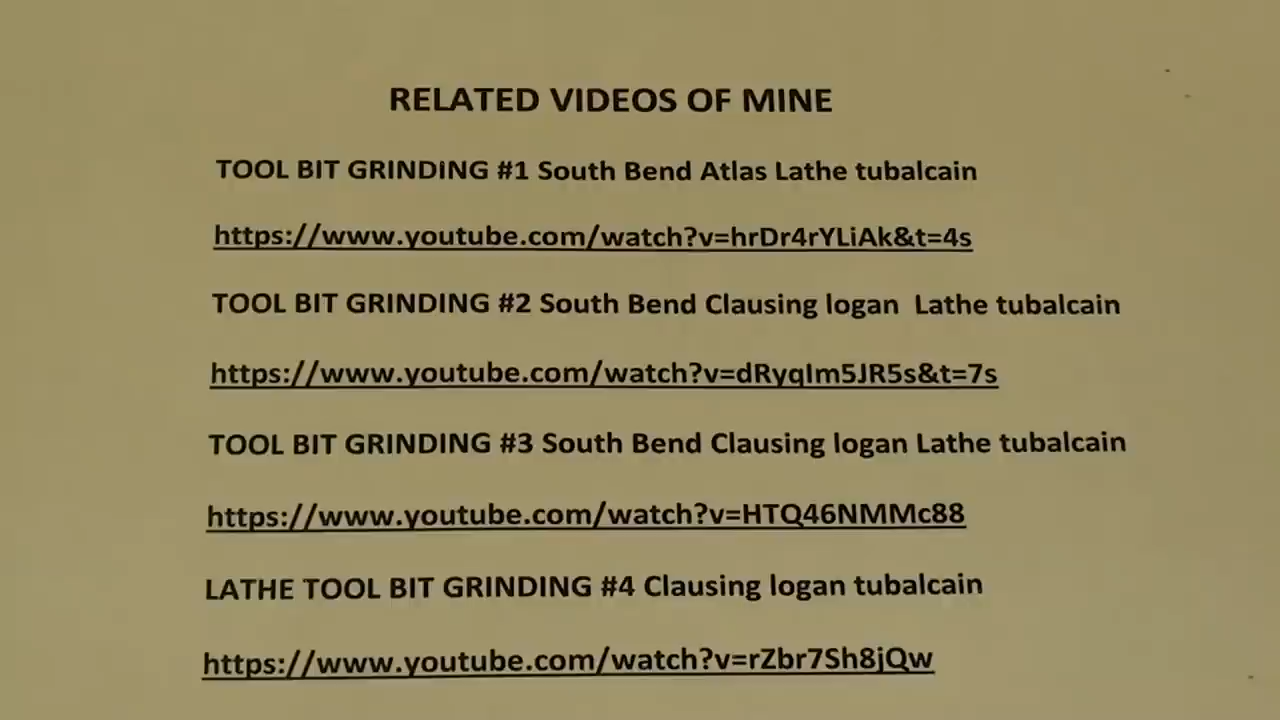 RELATED VIDEOS OF MINE
TOOL BIT GRINDING #1 South Bend Atlas Lathe tubalcain
https://www.youtube.com/watch?v=hrDr4rYLiAk&t=4s
TOOL BIT GRINDING #2 South Bend Clausing logan Lathe tubalcain
https://www.youtube.com/watch?v=dRyqIm5JR5s&t=7s
TOOL BIT GRINDING #3 South Bend Clausing logan Lathe tubalcain
https://www.youtube.com/watch?v=HTQ46NMMc88
LATHE TOOL BIT GRINDING #4 Clausing logan tubalcain
https://www.youtube.com/watch?v=rZbr7Sh8jQw